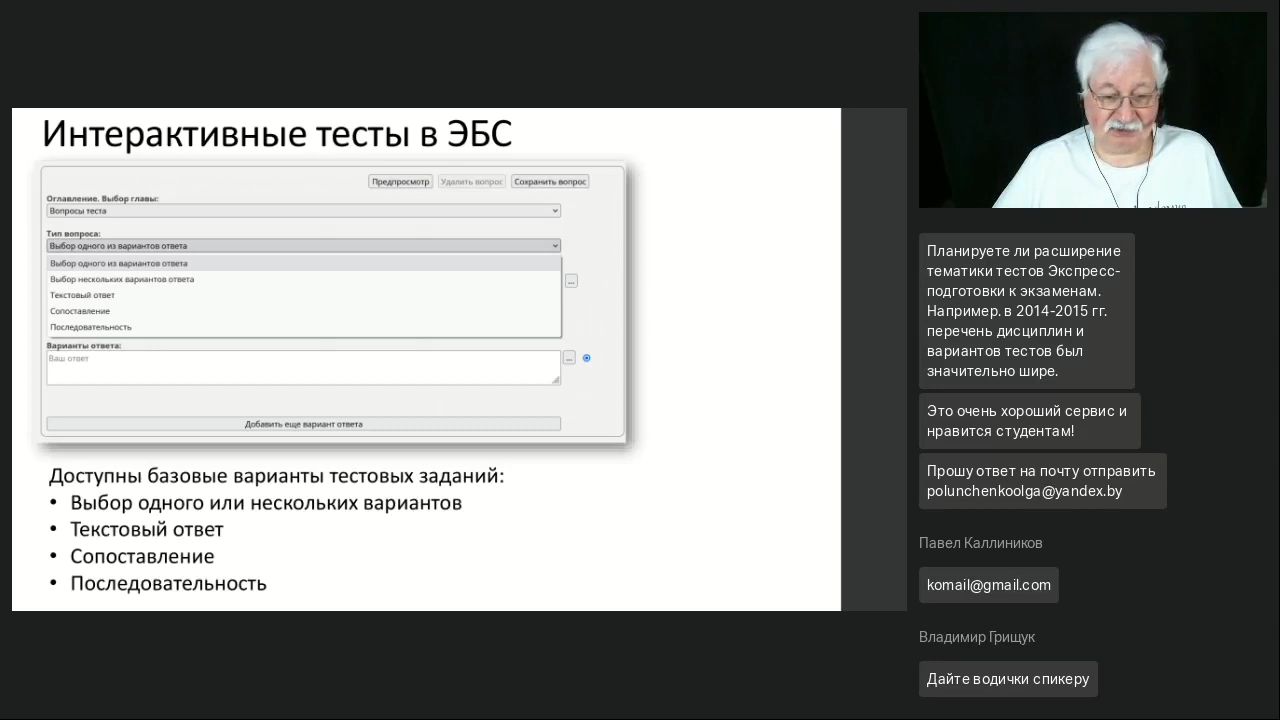 Интерактивные тесты в ЭБС
Предпросмотр
Удалить вопрос
Сохранить вопрос
Оглавление. Выбор главы:
Вопросы теста
Тип вопроса:
Выбор одного из вариантов ответа
Выбор одного из вариантов ответа
Выбор нескольких вариантов ответа
...
Текстовый ответ
Сопоставление
Последовательность
Варианты ответа:
Ваш ответ
...
Добавить еще вариант ответа
Доступны базовые варианты тестовых заданий:
• Выбор одного или нескольких вариантов
• Текстовый ответ
• Сопоставление
• Последовательность
Планируете ли расширение
тематики тестов Экспресс-
подготовки к экзаменам.
Например. в 2014-2015 гг.
перечень дисциплин и
вариантов тестов был
значительно шире.
Это очень хороший сервис и
нравится студентам!
Прошу ответ на почту отправить
polunchenkoolga@yandex.by
Павел Каллиников
komail@gmail.com
Владимир Грищук
Дайте водички спикеру